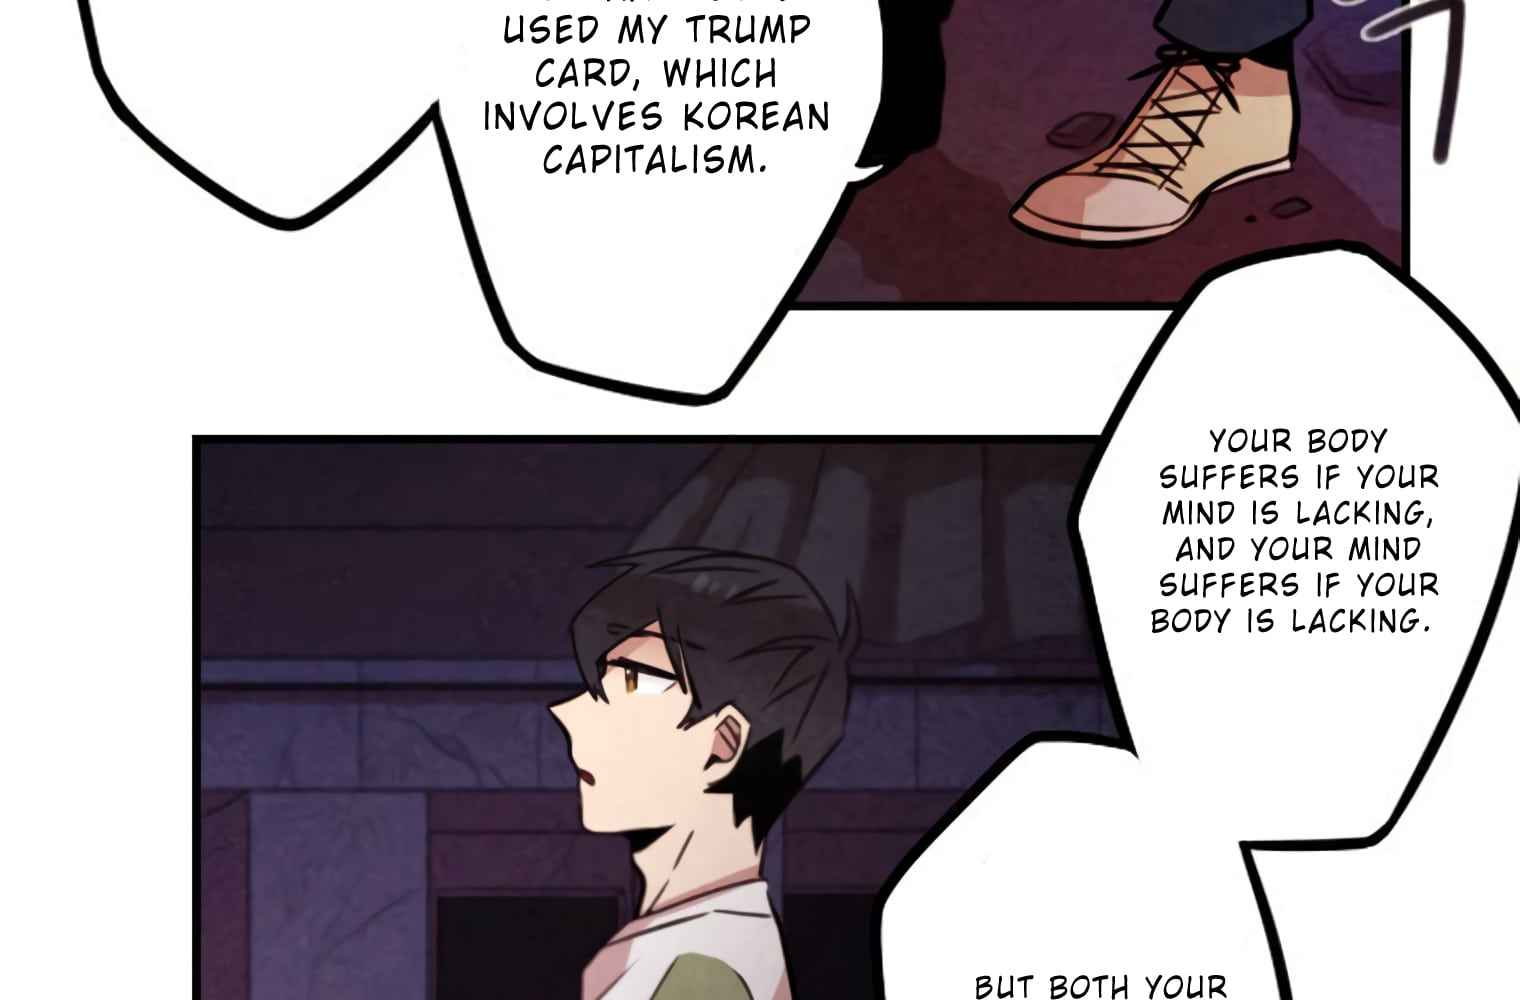 USED MY TRUMP
CARD, WHICH
INVOLVES KOREAN
CAPITALISM.
YOUR BODY
SUFFERS IF YOUR
MIND IS LACKING,
AND YOUR MIND
SUFFERS IF YOUR
BODY IS LACKING.
BUT BOTH YOUR